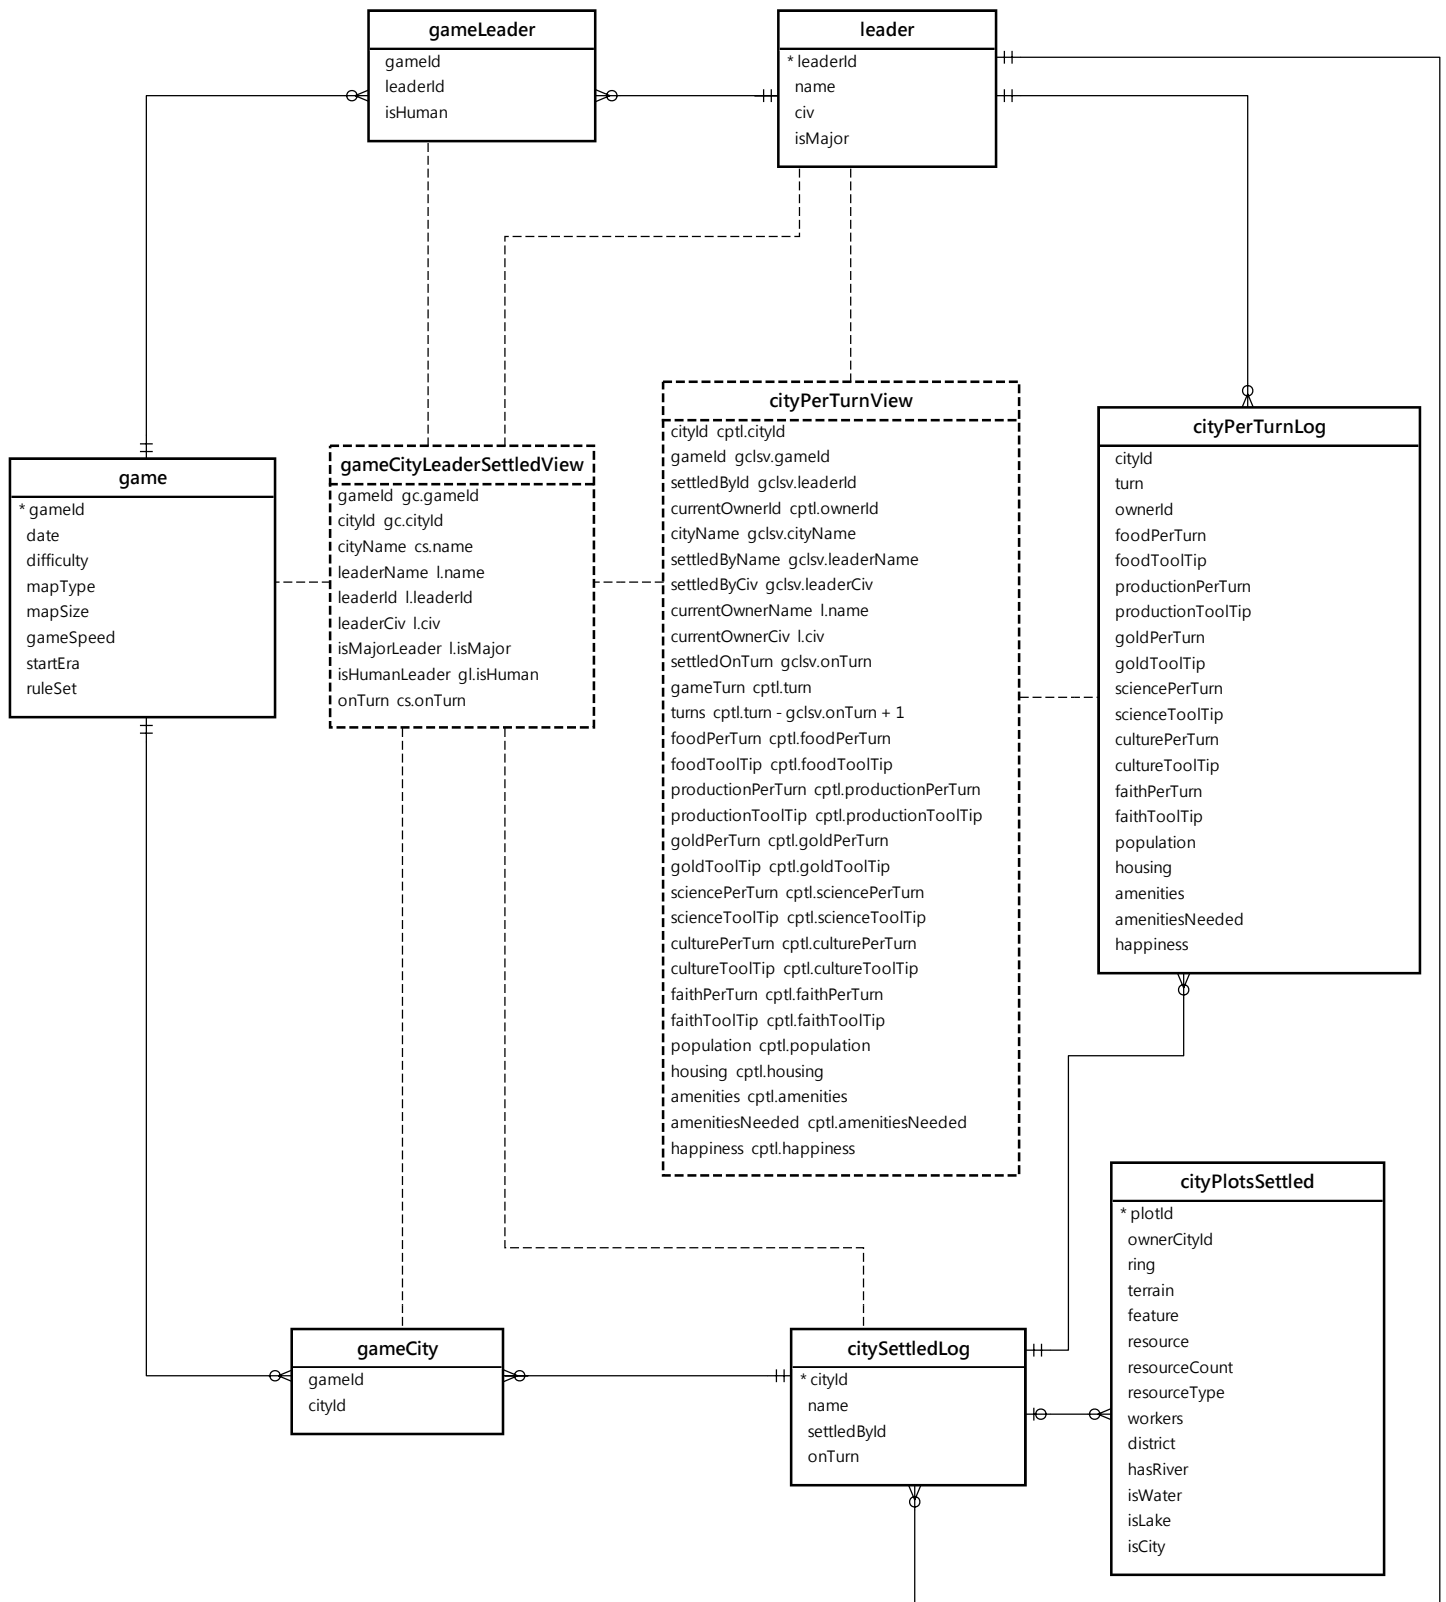 gameLeader
gameId
leaderId
isHuman
leader
* leaderId
name
civ
isMajor
game
* gameId
date
difficulty
mapType
mapSize
gameSpeed
startEra
ruleSet
gameCityLeaderSettledView
gameId gc.gameId
cityId gc.cityId
cityName cs.name
leaderName l.name
leaderId l.leaderId
leaderCiv l.civ
isMajorLeader l.isMajor
isHumanLeader gl.isHuman
onTurn cs.onTurn
cityPerTurnView
cityId cptl.cityId
gameId gclsv.gameId
settledById gclsv.leaderId
currentOwnerId cptl.ownerId
cityName gclsv.cityName
settledByName gclsv.leaderName
settledByCiv gclsv.leaderCiv
currentOwnerName l.name
currentOwnerCiv l.civ
settledOnTurn gclsv.onTurn
gameTurn cptl.turn
turns cptl.turn - gclsv.onTurn + 1
foodPerTurn cptl.foodPerTurn
foodToolTip cptl.foodToolTip
productionPerTurn cptl.productionPerTurn
productionToolTip cptl.productionToolTip
goldPerTurn cptl.goldPerTurn
goldToolTip cptl.goldToolTip
sciencePerTurn cptl.sciencePerTurn
scienceToolTip cptl.scienceToolTip
culturePerTurn cptl.culturePerTurn
cultureToolTip cptl.cultureToolTip
faithPerTurn cptl.faithPerTurn
faithToolTip cptl.faithToolTip
population cptl.population
housing cptl.housing
amenities cptl.amenities
amenitiesNeeded cptl.amenitiesNeeded
happiness cptl.happiness
cityPerTurnLog
cityId
turn
ownerId
foodPerTurn
foodToolTip
productionPerTurn
productionToolTip
goldPerTurn
goldToolTip
sciencePerTurn
scienceToolTip
culturePerTurn
cultureToolTip
faithPerTurn
faithToolTip
population
housing
amenities
amenitiesNeeded
happiness
gameCity
gameId
cityId
citySettledLog
* cityId
name
settledById
onTurn
cityPlotsSettled
* plotId
ownerCityId
ring
terrain
feature
resource
resourceCount
resourceType
workers
district
hasRiver
isWater
isLake
isCity